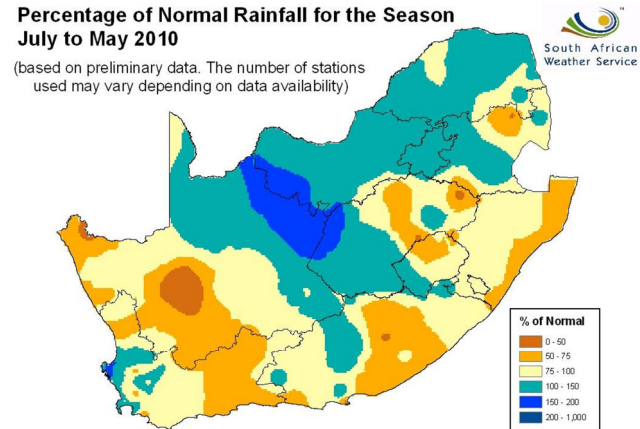 Percentage of Normal Rainfall for the Season
July to May 2010
(based on preliminary data. The number of stations
used may vary depending on data availability)
TM
South African
Weather Service
% of Normal
0 - 50
50 - 75
75 - 100
100 - 150
150 - 200
200 - 1,000